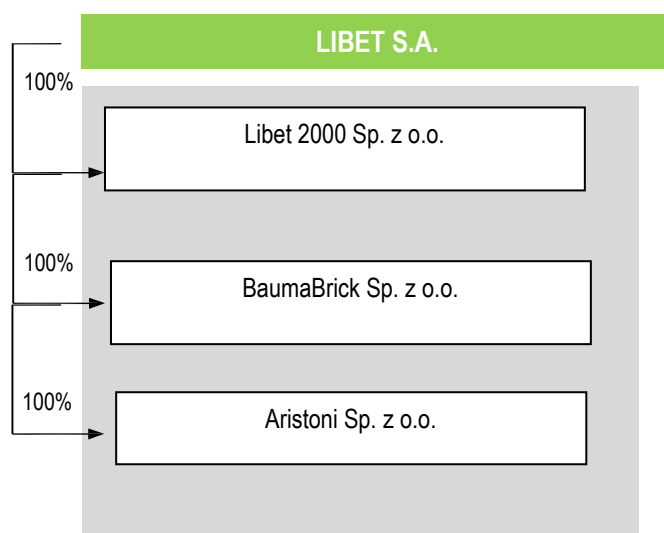 LIBET S.A.
100%
Libet 2000 Sp. z o.o.
100%
BaumaBrick Sp. z o.o.
100%
Aristoni Sp. z o.o.